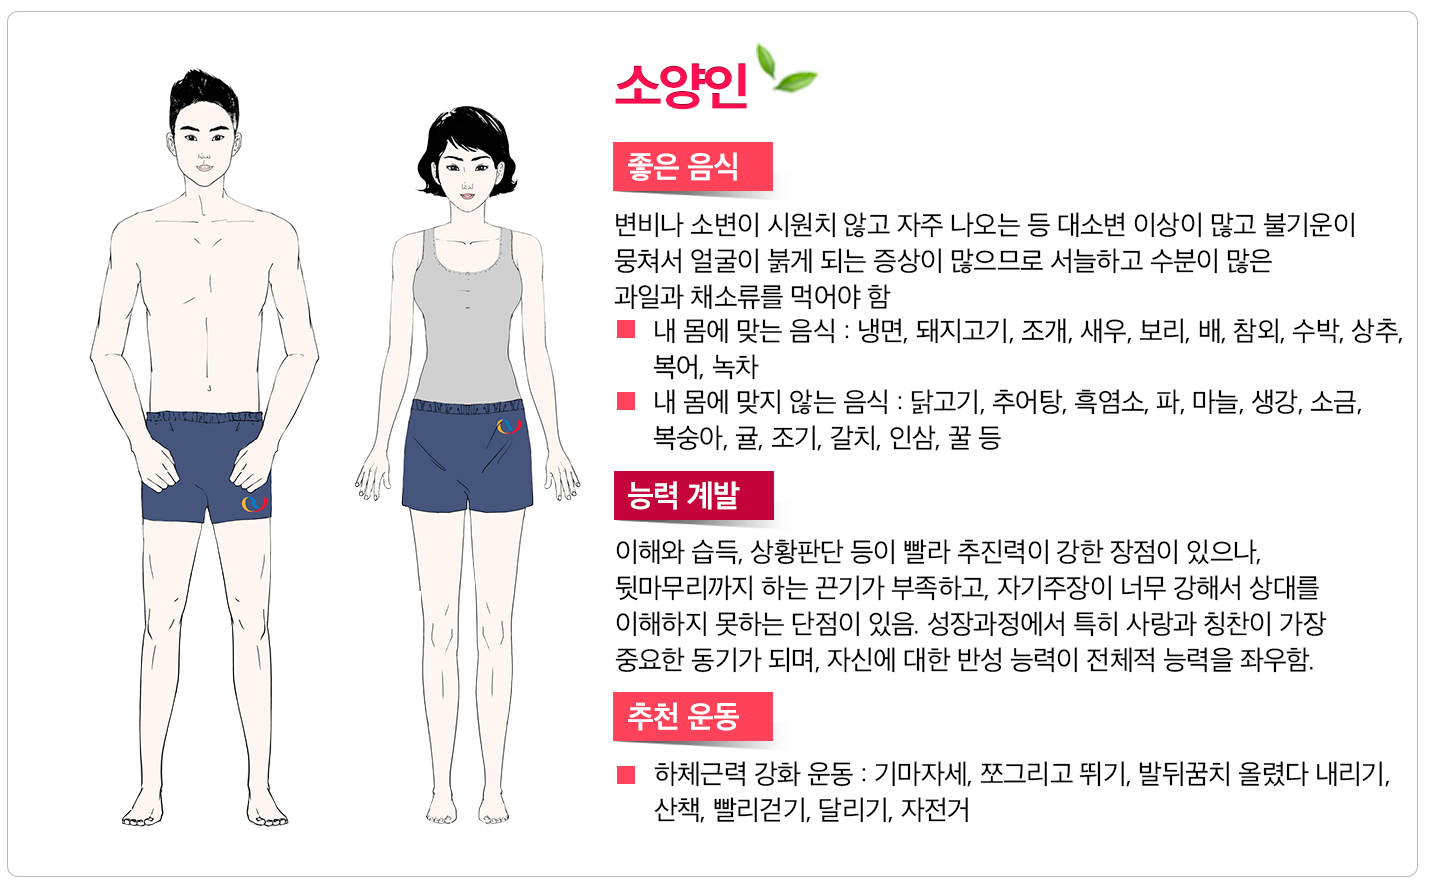 소양인
좋은 음식
변비나 소변이 시원치 않고 자주 나오는 등 대소변 이상이 많고 불기운이
뭉쳐서 얼굴이 붉게 되는 증상이 많으므로 서늘하고 수분이 많은
과일과 채소류를 먹어야 함
내 몸에 맞는 음식 : 냉면, 돼지고기, 조개, 새우, 보리, 배, 참외, 수박, 상추,
복어, 녹차
내 몸에 맞지 않는 음식 : 닭고기, 추어탕, 흑염소, 파, 마늘, 생강, 소금,
복숭아, 귤, 조기, 갈치, 인삼, 꿀 등
능력 계발
이해와 습득, 상황판단 등이 빨라 추진력이 강한 장점이 있으나,
뒷마무리까지 하는 끈기가 부족하고, 자기주장이 너무 강해서 상대를
이해하지 못하는 단점이 있음. 성장과정에서 특히 사랑과 칭찬이 가장
중요한 동기가 되며, 자신에 대한 반성 능력이 전체적 능력을 좌우함.
추천 운동
하체근력 강화 운동 : 기마자세, 쪼그리고 뛰기, 발뒤꿈치 올렸다 내리기,
산책, 빨리걷기, 달리기, 자전거